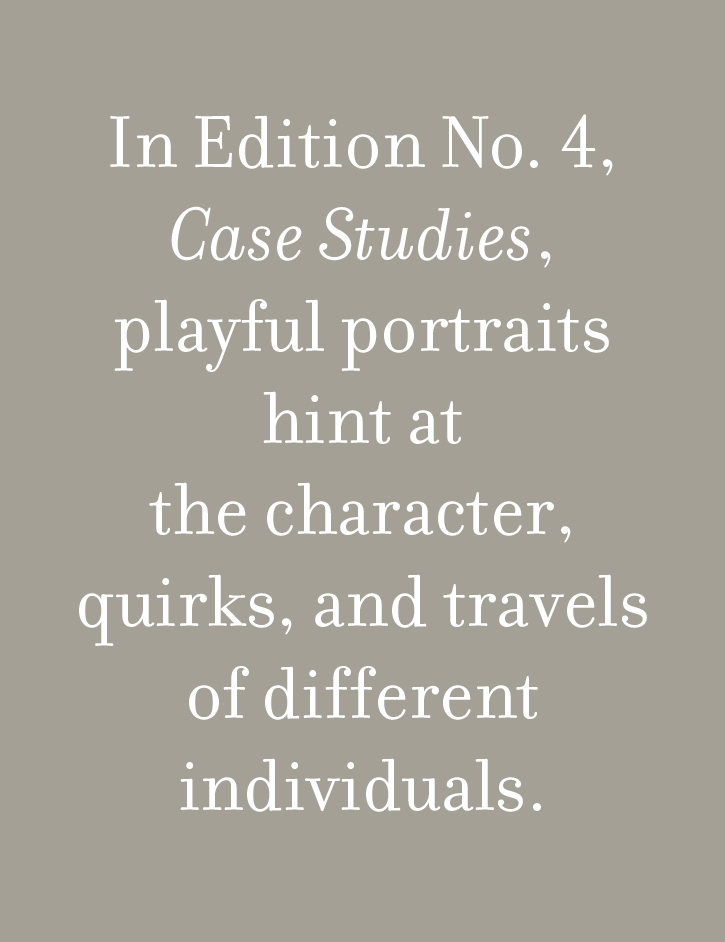 In Edition No. 4,
Case Studies,
playful portraits
hint at
the character,
quirks, and travels
of different
individuals.